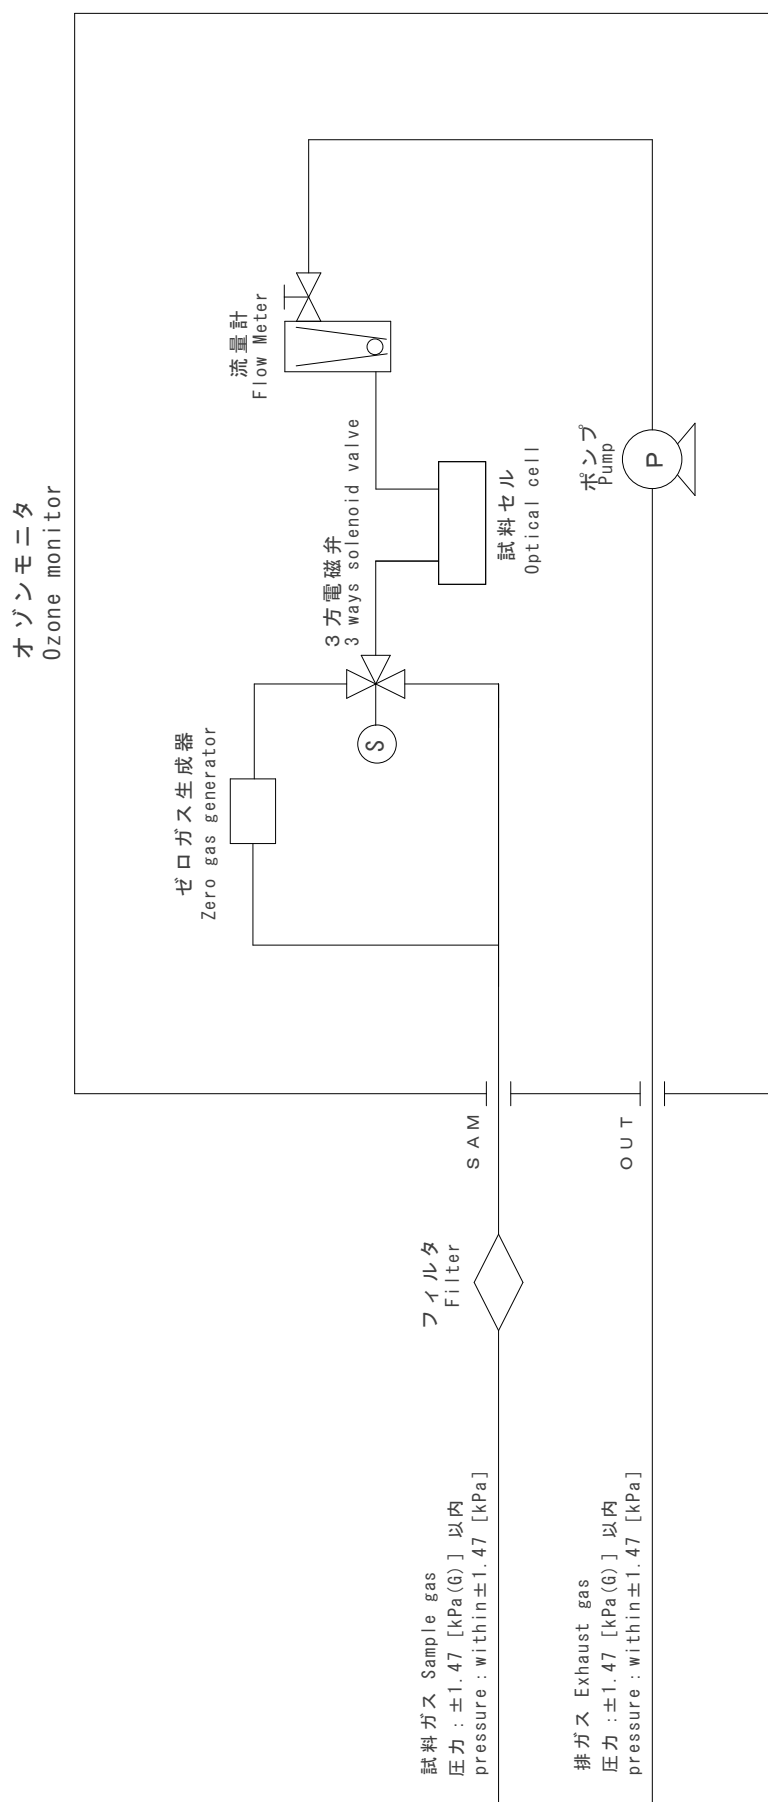 オゾンモニタ
Ozone monitor
流量計
Flow Meter
3方電磁弁
3 ways solenoid valve
試料セル
Optical cell
ポンプ
Pump
P
S
ゼロガス生成器
Zero gas generator
SAM
OUT
フィルタ
Filter
試料ガス Sample gas
圧力：±1.47 [kPa(G)] 以内
pressure：within±1.47 [kPa]
排ガス Exhaust gas
圧力：±1.47 [kPa(G)] 以内
pressure：within±1.47 [kPa]